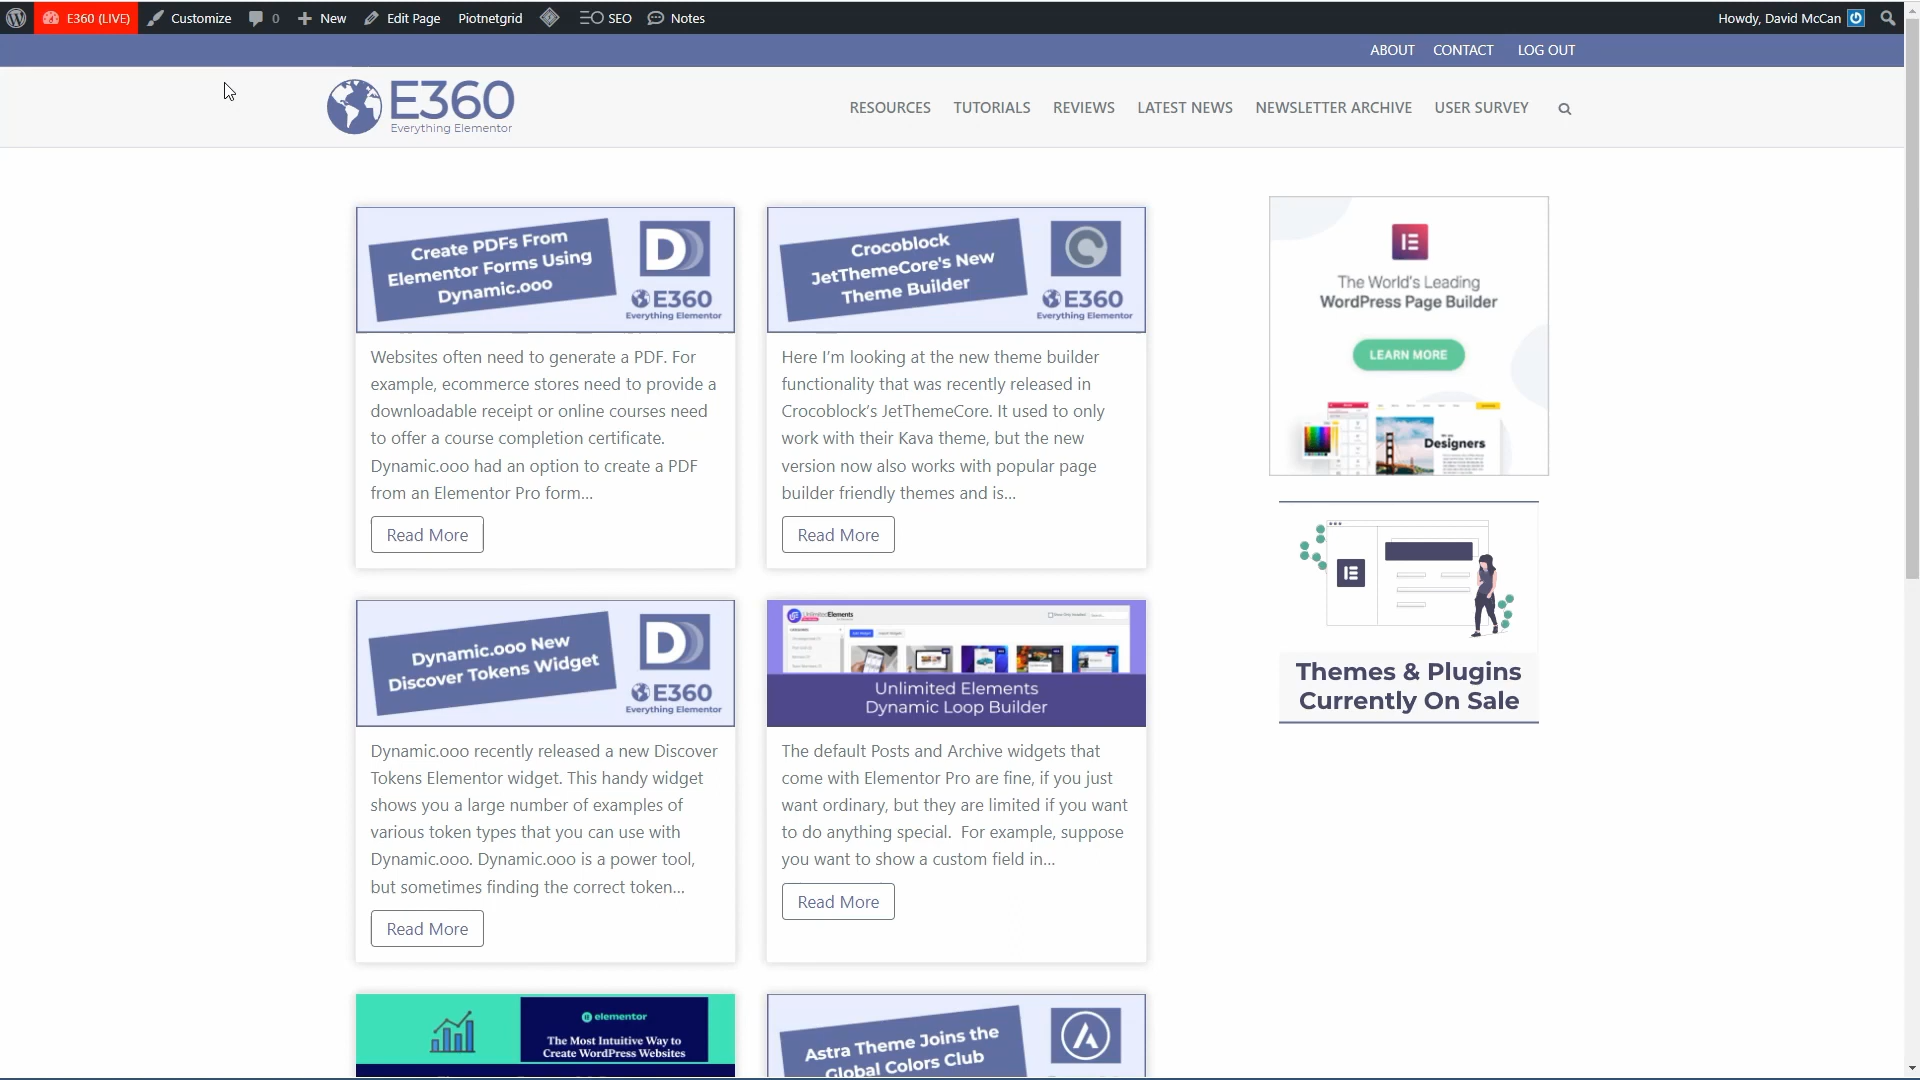 E360 (LIVE) Customize 0 New Edit Page Piotnetgrid SEO Notes Howdy, David McCan
ABOUT CONTACT LOG OUT
E360
Everything Elementor
RESOURCES TUTORIALS REVIEWS LATEST NEWS NEWSLETTER ARCHIVE USER SURVEY
Create PDFs From
Elementor Forms Using
Dynamic.ooo
E360
Everything Elementor
Websites often need to generate a PDF. For
example, ecommerce stores need to provide a
downloadable receipt or online courses need
to offer a course completion certificate.
Dynamic.ooo had an option to create a PDF
from an Elementor Pro form...
Read More
Crocoblock
JetThemeCore's New
Theme Builder
E360
Everything Elementor
Here I'm looking at the new theme builder
functionality that was recently released in
Crocoblock's JetThemeCore. It used to only
work with their Kava theme, but the new
version now also works with popular page
builder friendly themes and is...
Read More
The World's Leading
WordPress Page Builder
LEARN MORE
Designers
Themes & Plugins
Currently On Sale
Dynamic.ooo New
Discover Tokens Widget
E360
Everything Elementor
Dynamic.ooo recently released a new Discover
Tokens Elementor widget. This handy widget
shows you a large number of examples of
various token types that you can use with
Dynamic.ooo. Dynamic.ooo is a power tool,
but sometimes finding the correct token...
Read More
Unlimited Elements
Dynamic Loop Builder
The default Posts and Archive widgets that
come with Elementor Pro are fine, if you just
want ordinary, but they are limited if you want
to do anything special. For example, suppose
you want to show a custom field in...
Read More
elementor
The Most Intuitive Way to
Create WordPress Websites
Astra Theme Joins the
Global Colors Club